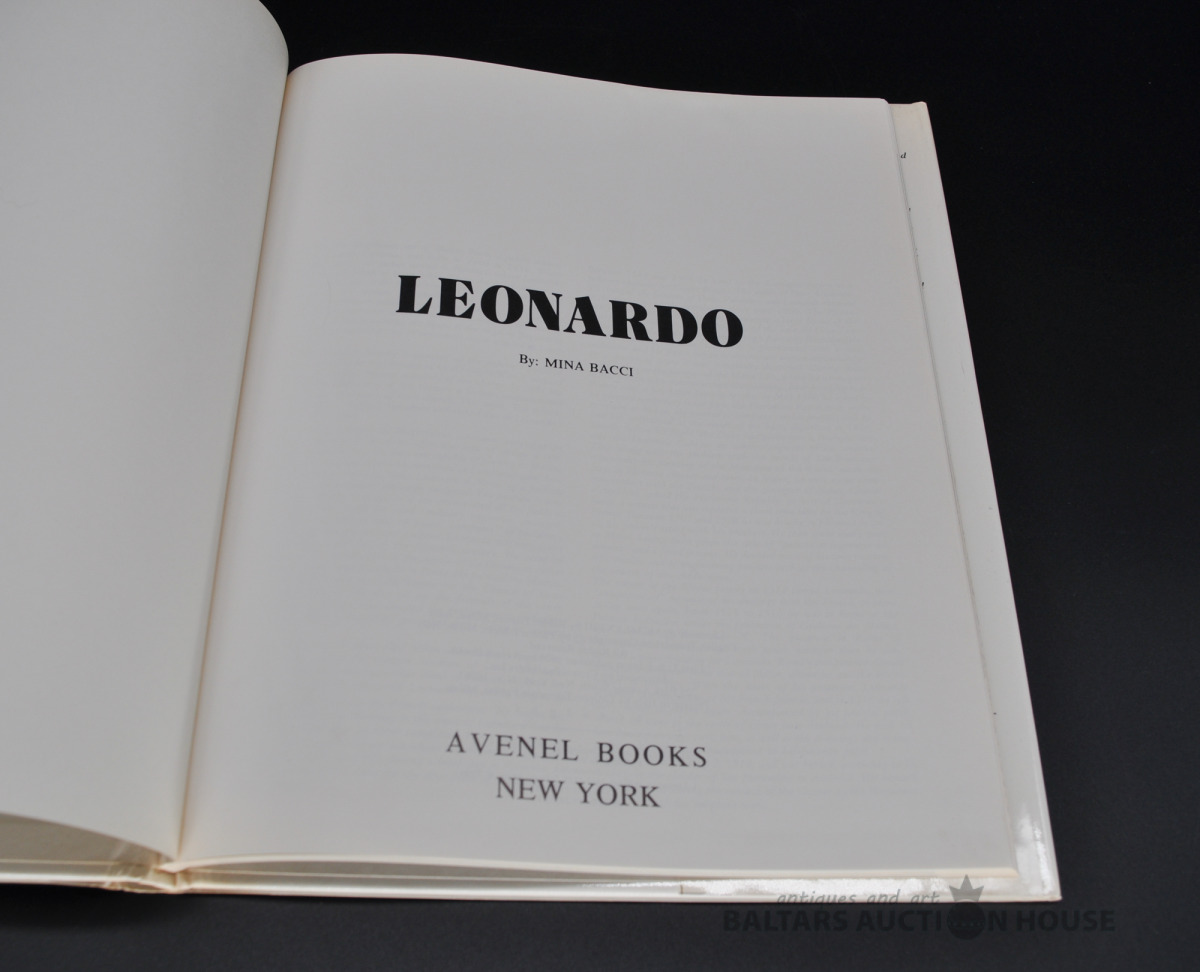 LEONARDO
By: MINA BACCI
AVENEL BOOKS
NEW YORK
d
antiques and art
BALTARS AUCTION HOUSE